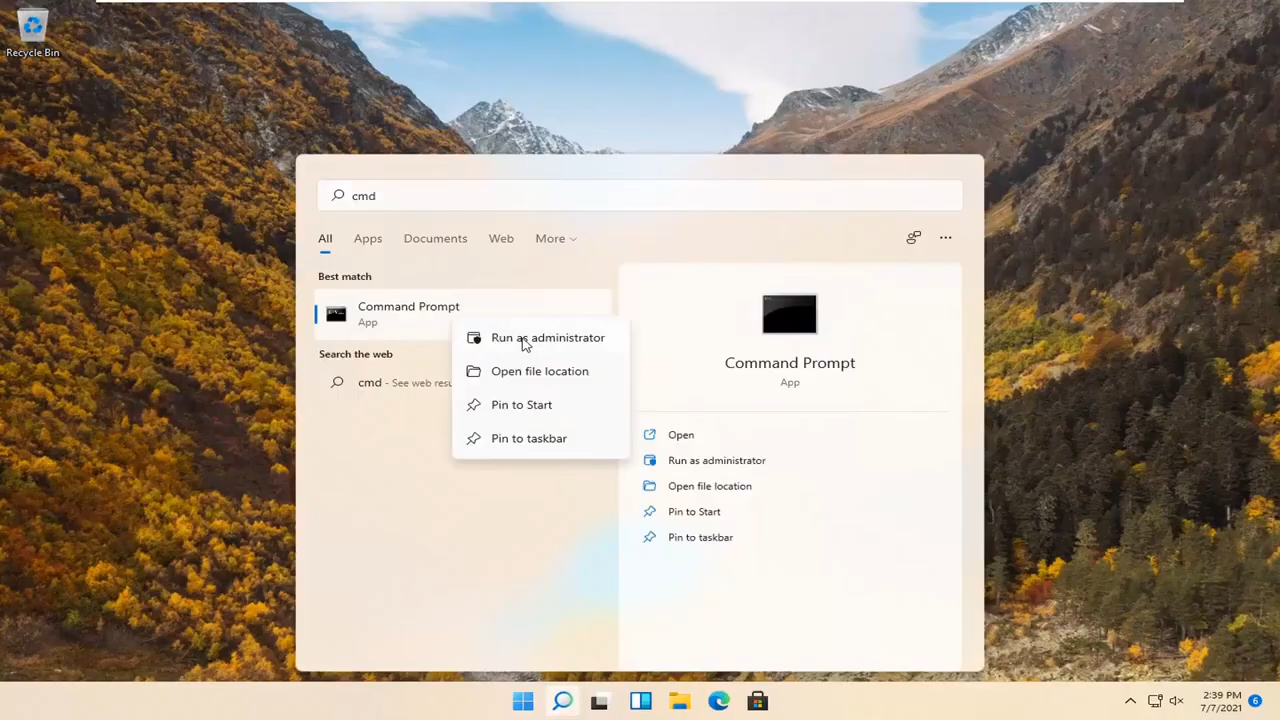 Recycle Bin
cmd
All Apps Documents Web More
Best match
Command Prompt
App
Search the web
cmd - See web
Run as administrator
Open file location
Pin to Start
Pin to taskbar
Command Prompt
App
Open
Run as administrator
Open file location
Pin to Start
Pin to taskbar
2:39 PM
7/7/2021
6